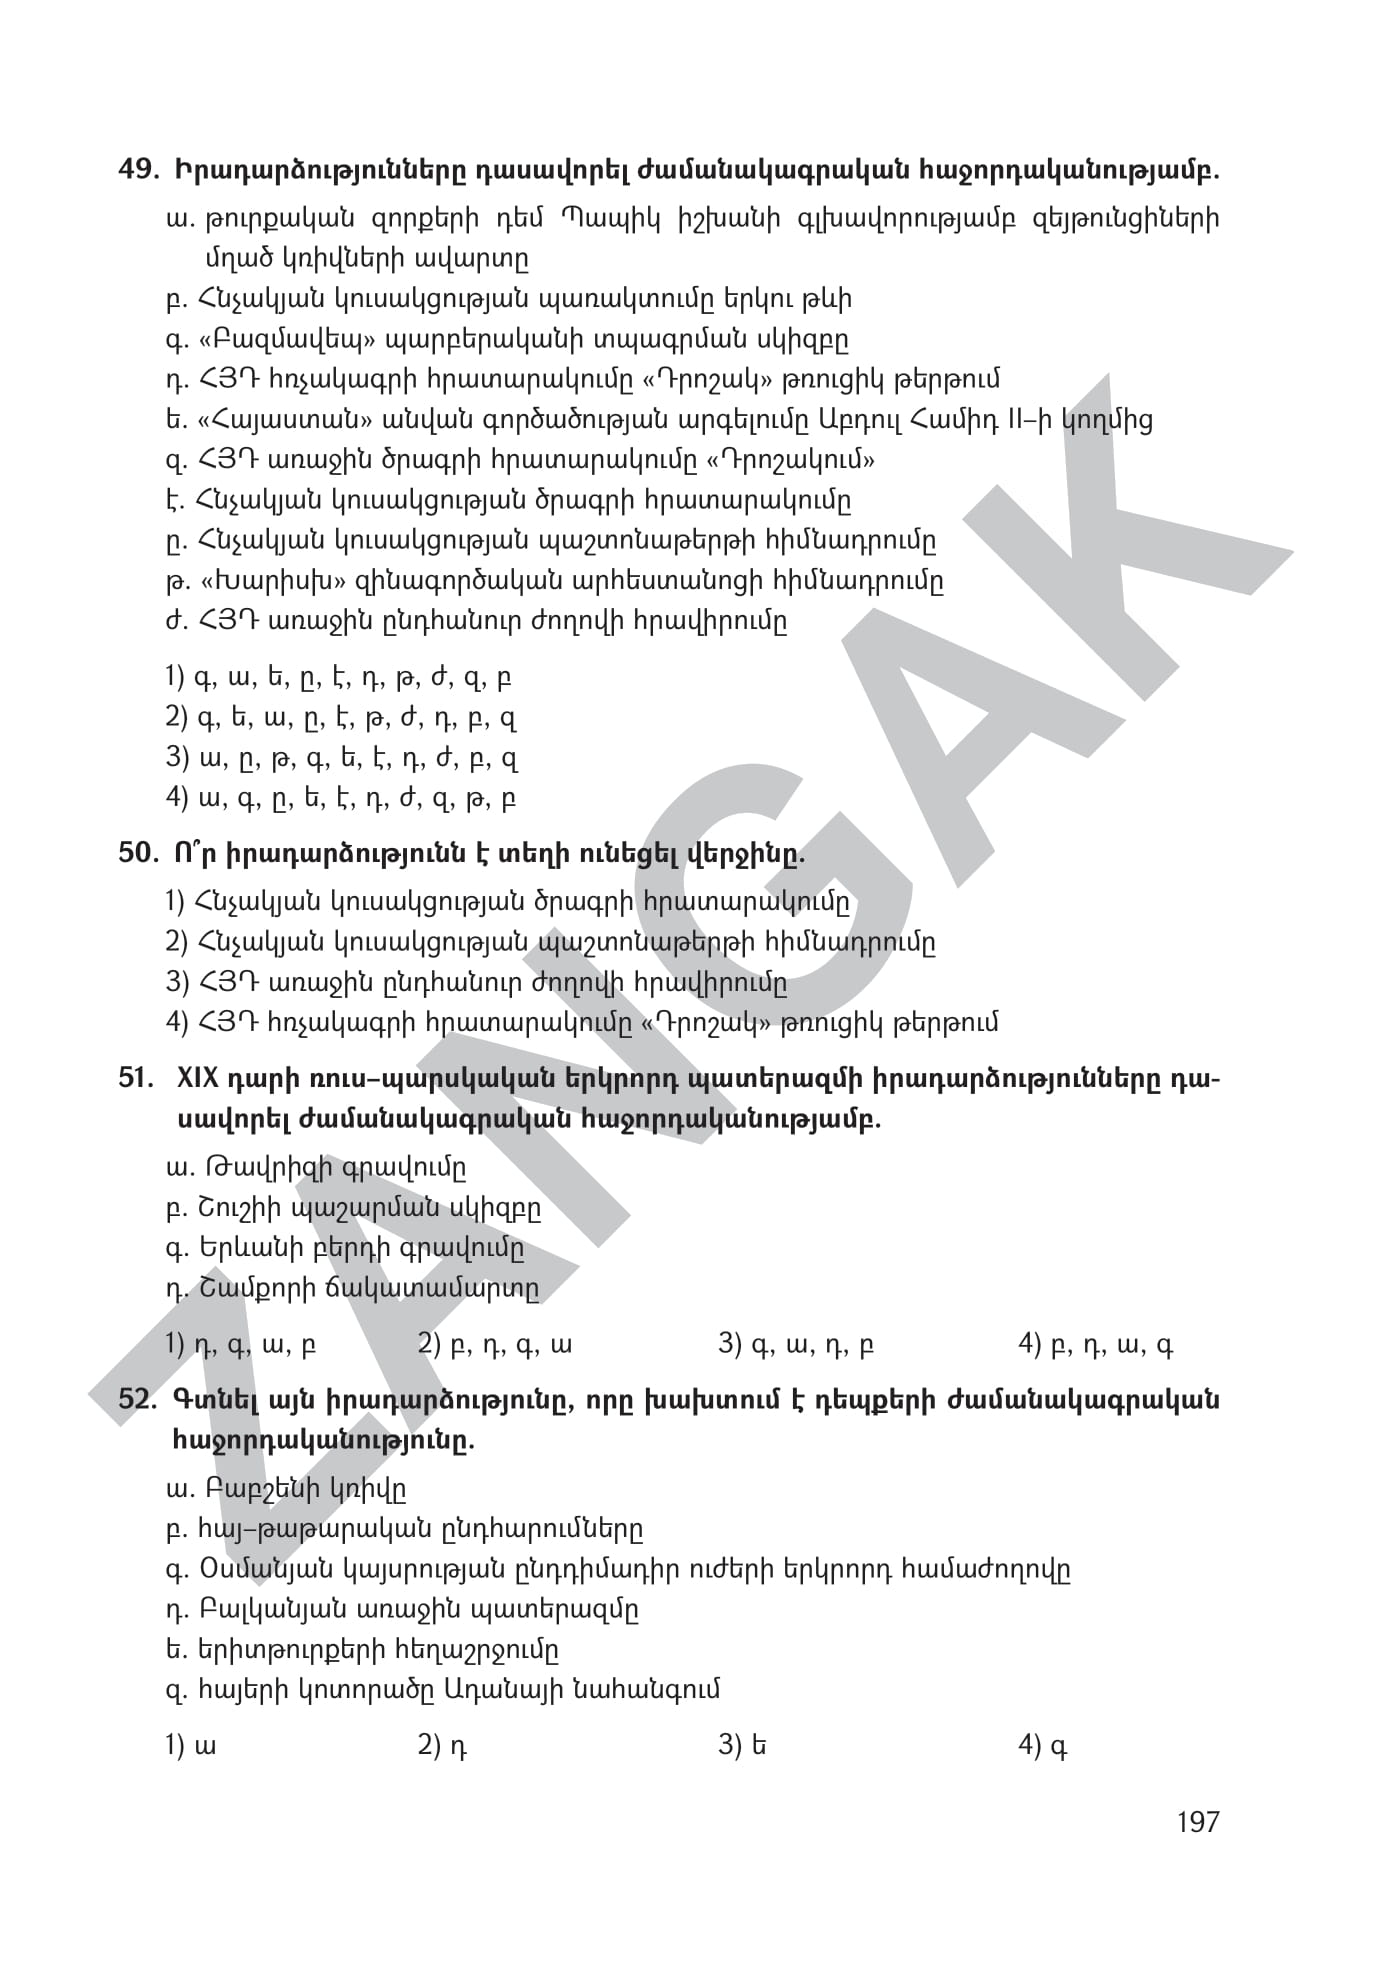 49. Իրադարձությունները դասավորել ժամանակագրական հաջորդականությամբ.
ա. թուրքական զորքերի դեմ Պապիկ իշխանի գլխավորությամբ զեյթունցիների
մղած կռիվների ավարտը
բ. Հնչակյան կուսակցության պառակտումը երկու թևի
գ. «Բազմավեպ» պարբերականի տպագրման սկիզբը
դ. ՀՅԴ հռչակագրի հրատարակումը «Դրոշակ» թռուցիկ թերթում
ե. «Հայաստան» անվան գործածության արգելումը Աբդուլ Համիդ II–ի կողմից
զ. ՀՅԴ առաջին ծրագրի հրատարակումը «Դրոշակում»
է. Հնչակյան կուսակցության ծրագրի հրատարակումը
ը. Հնչակյան կուսակցության պաշտոնաթերթի հիմնադրումը
թ. «Խարիսխ» զինագործական արհեստանոցի հիմնադրումը
ժ. ՀՅԴ առաջին ընդհանուր ժողովի հրավիրումը
1) գ, ա, ե, ը, է, դ, թ, ժ, զ, բ
2) գ, ե, ա, ը, է, թ, ժ, դ, բ, զ
3) ա, ը, թ, գ, ե, է, դ, ժ, բ, զ
4) ա, գ, ը, ե, է, դ, ժ, զ, թ, բ
50. Ո՞ր իրադարձությունն է տեղի ունեցել վերջինը.
1) Հնչակյան կուսակցության ծրագրի հրատարակումը
2) Հնչակյան կուսակցության պաշտոնաթերթի հիմնադրումը
3) ՀՅԴ առաջին ընդհանուր ժողովի հրավիրումը
4) ՀՅԴ հռչակագրի հրատարակումը «Դրոշակ» թռուցիկ թերթում
51. XIX դարի ռուս–պարսկական երկրորդ պատերազմի իրադարձությունները դա-
սավորել ժամանակագրական հաջորդականությամբ.
ա. Թավրիզի գրավումը
բ. Շուշիի պաշարման սկիզբը
գ. Երևանի բերդի գրավումը
դ. Շամքորի ճակատամարտը
1) դ, գ, ա, բ 2) բ, դ, գ, ա 3) գ, ա, դ, բ 4) բ, դ, ա, գ
52. Գտնել այն իրադարձությունը, որը խախտում է դեպքերի ժամանակագրական
հաջորդականությունը.
ա. Բաբշենի կռիվը
բ. հայ–թաթարական ընդհարումները
գ. Օսմանյան կայսրության ընդդիմադիր ուժերի երկրորդ համաժողովը
դ. Բալկանյան առաջին պատերազմը
ե. երիտթուրքերի հեղաշրջումը
զ. հայերի կոտորածը Ադանայի նահանգում
1) ա 2) դ 3) ե 4) գ
197
ZANGAK